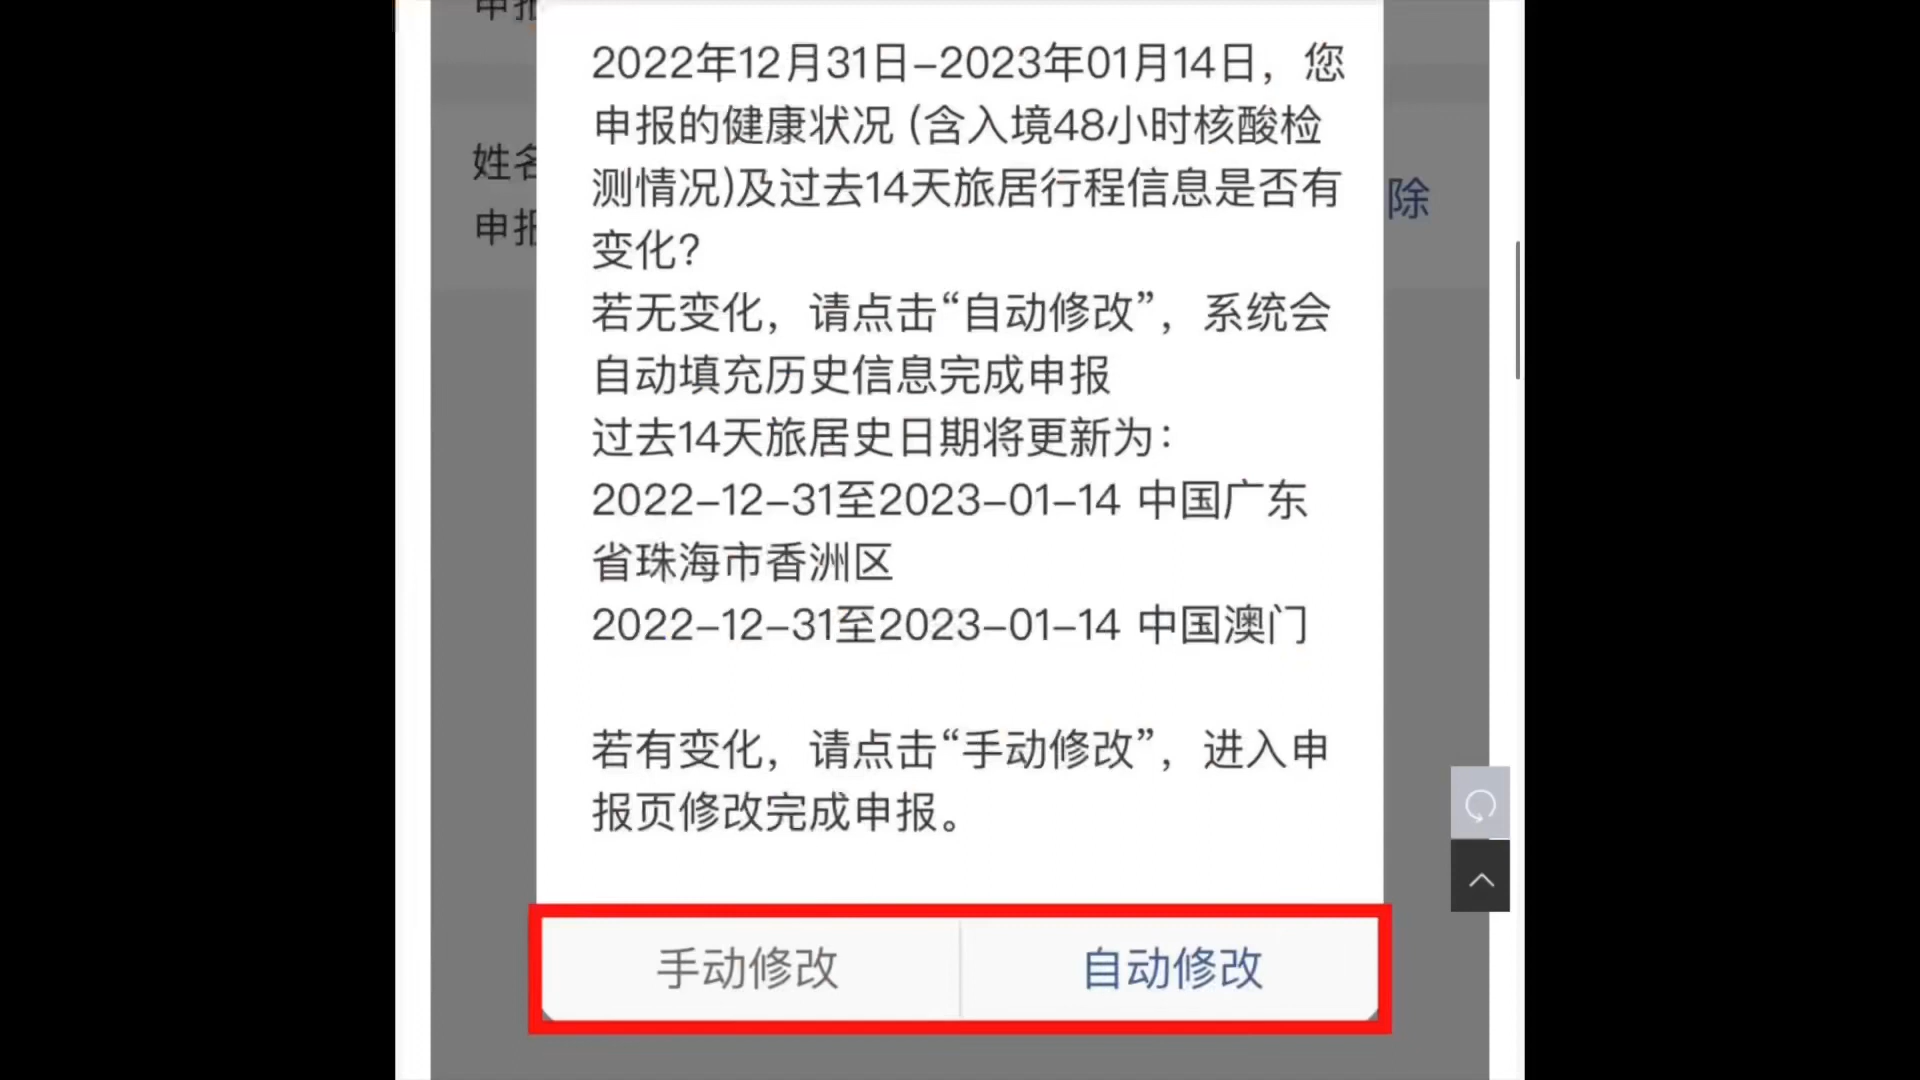 申报
2022年12月31日-2023年01月14日，您
申报的健康状况（含入境48小时核酸检
测情况)及过去14天旅居行程信息是否有
变化？
若无变化，请点击“自动修改”，系统会
自动填充历史信息完成申报
过去14天旅居史日期将更新为：
2022-12-31至2023-01-14 中国广东
省珠海市香洲区
2022-12-31至2023-01-14 中国澳门
若有变化，请点击“手动修改”，进入申
报页修改完成申报。
姓名
申报
除
手动修改
自动修改